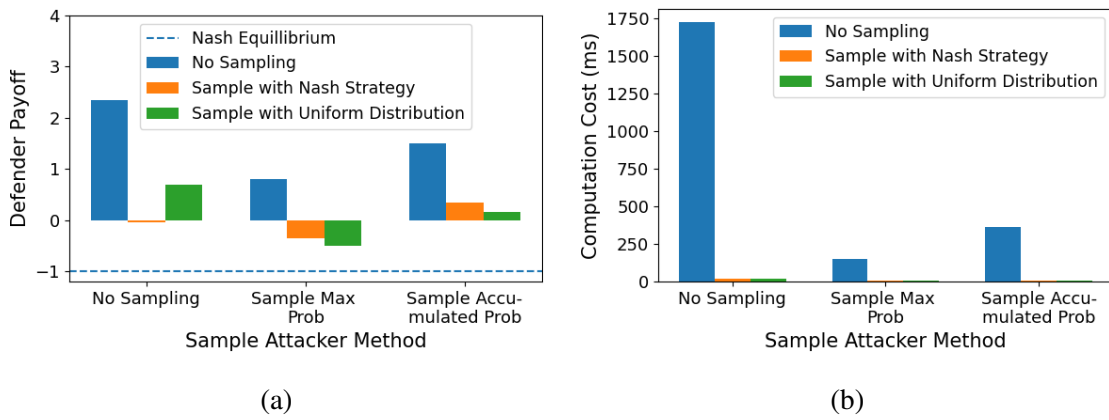 4
3
2
1
0
−1
Defender Payoff
Nash Equillibrium
No Sampling
Sample with Nash Strategy
Sample with Uniform Distribution
No Sampling
Sample Max
Prob
Sample Accu-
mulated Prob
Sample Attacker Method
(a)
1750
1500
1250
1000
750
500
250
0
Computation Cost (ms)
No Sampling
Sample with Nash Strategy
Sample with Uniform Distribution
No Sampling
Sample Max
Prob
Sample Accu-
mulated Prob
Sample Attacker Method
(b)